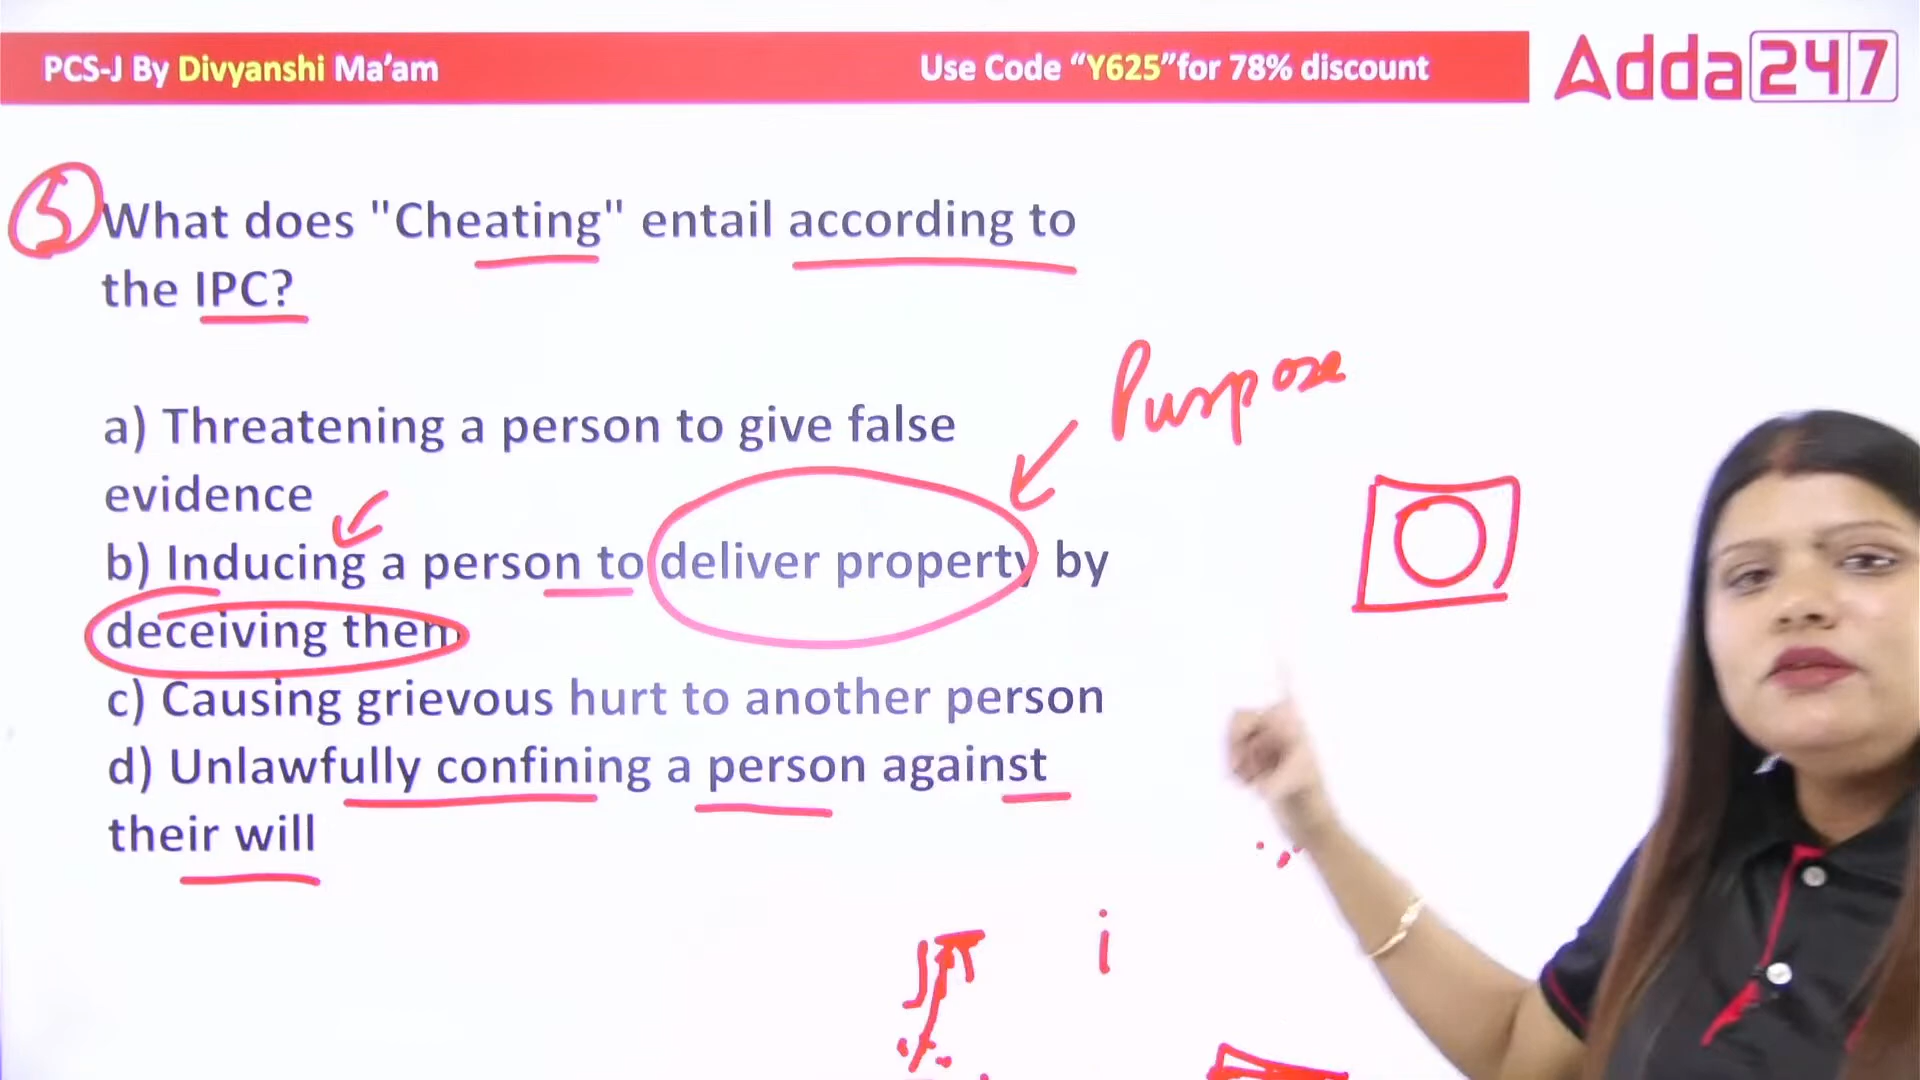 PCS-J By Divyanshi Ma’am
Use Code “Y625”for 78% discount
Adda247
5
What does "Cheating" entail according to
the IPC?
Purpose
a) Threatening a person to give false
evidence
b) Inducing a person to deliver property by
deceiving them
c) Causing grievous hurt to another person
d) Unlawfully confining a person against
their will
i